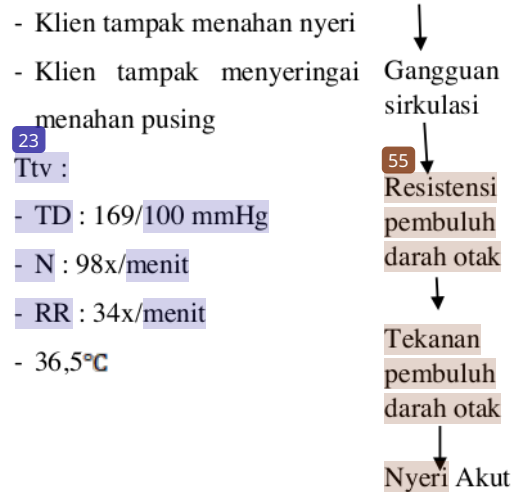 - Klien tampak menahan nyeri
- Klien tampak menyeringai
menahan pusing
23
Ttv :
- TD : 169/100 mmHg
- N : 98x/menit
- RR : 34x/menit
- 36,5°C
Gangguan
sirkulasi
55
Resistensi
pembuluh
darah otak
Tekanan
pembuluh
darah otak
Nyeri Akut